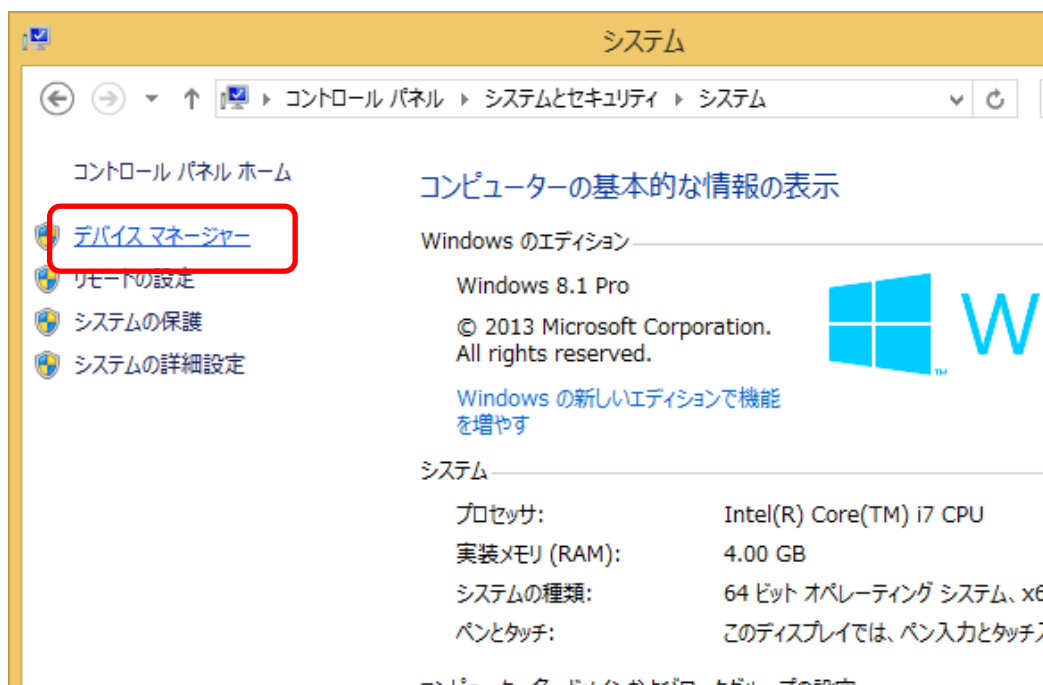 システム
コントロール パネル ▸ システムとセキュリティ ▸ システム
コントロール パネル ホーム
デバイス マネージャー
リモートの設定
システムの保護
システムの詳細設定
コンピューターの基本的な情報の表示
Windows のエディション
Windows 8.1 Pro
© 2013 Microsoft Corporation.
All rights reserved.
Windows の新しいエディションで機能
を増やす
W
TM
システム
プロセッサ: Intel(R) Core(TM) i7 CPU
実装メモリ (RAM): 4.00 GB
システムの種類: 64 ビット オペレーティング システム、x6
ペンとタッチ: このディスプレイでは、ペン入力とタッチ